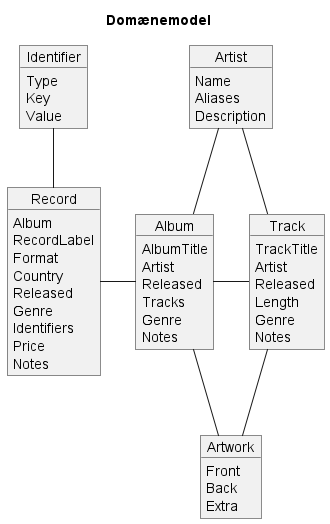 Domænemodel
Identifier
Type
Key
Value
Artist
Name
Aliases
Description
Record
Album
RecordLabel
Format
Country
Released
Genre
Identifiers
Price
Notes
Album
AlbumTitle
Artist
Released
Tracks
Genre
Notes
Track
TrackTitle
Artist
Released
Length
Genre
Notes
Artwork
Front
Back
Extra